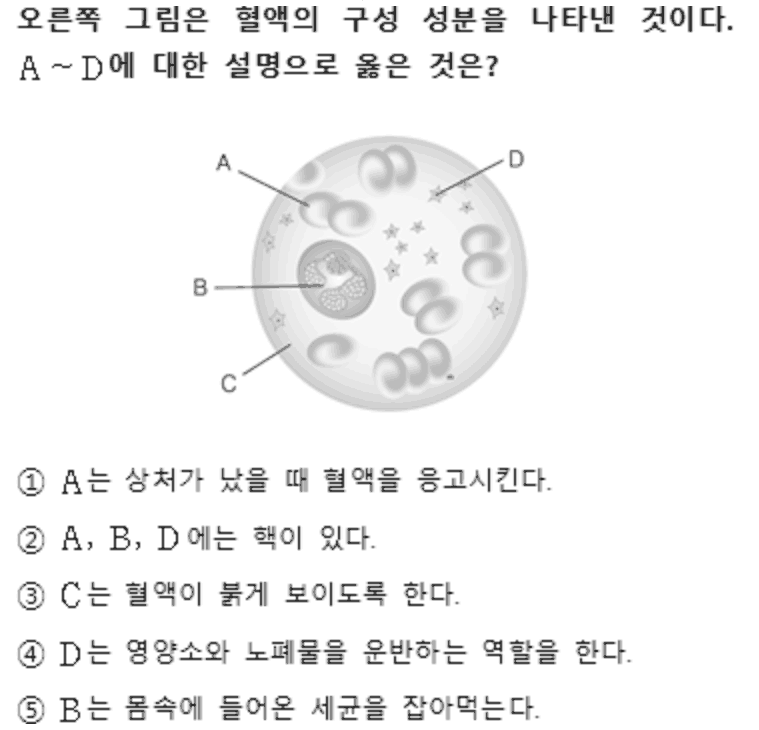 오른쪽 그림은 혈액의 구성 성분을 나타낸 것이다.
A ~ D에 대한 설명으로 옳은 것은?
A
D
B
C
① A는 상처가 났을 때 혈액을 응고시킨다.
② A, B, D에는 핵이 있다.
③ C는 혈액이 붉게 보이도록 한다.
④ D는 영양소와 노폐물을 운반하는 역할을 한다.
⑤ B는 몸속에 들어온 세균을 잡아먹는다.